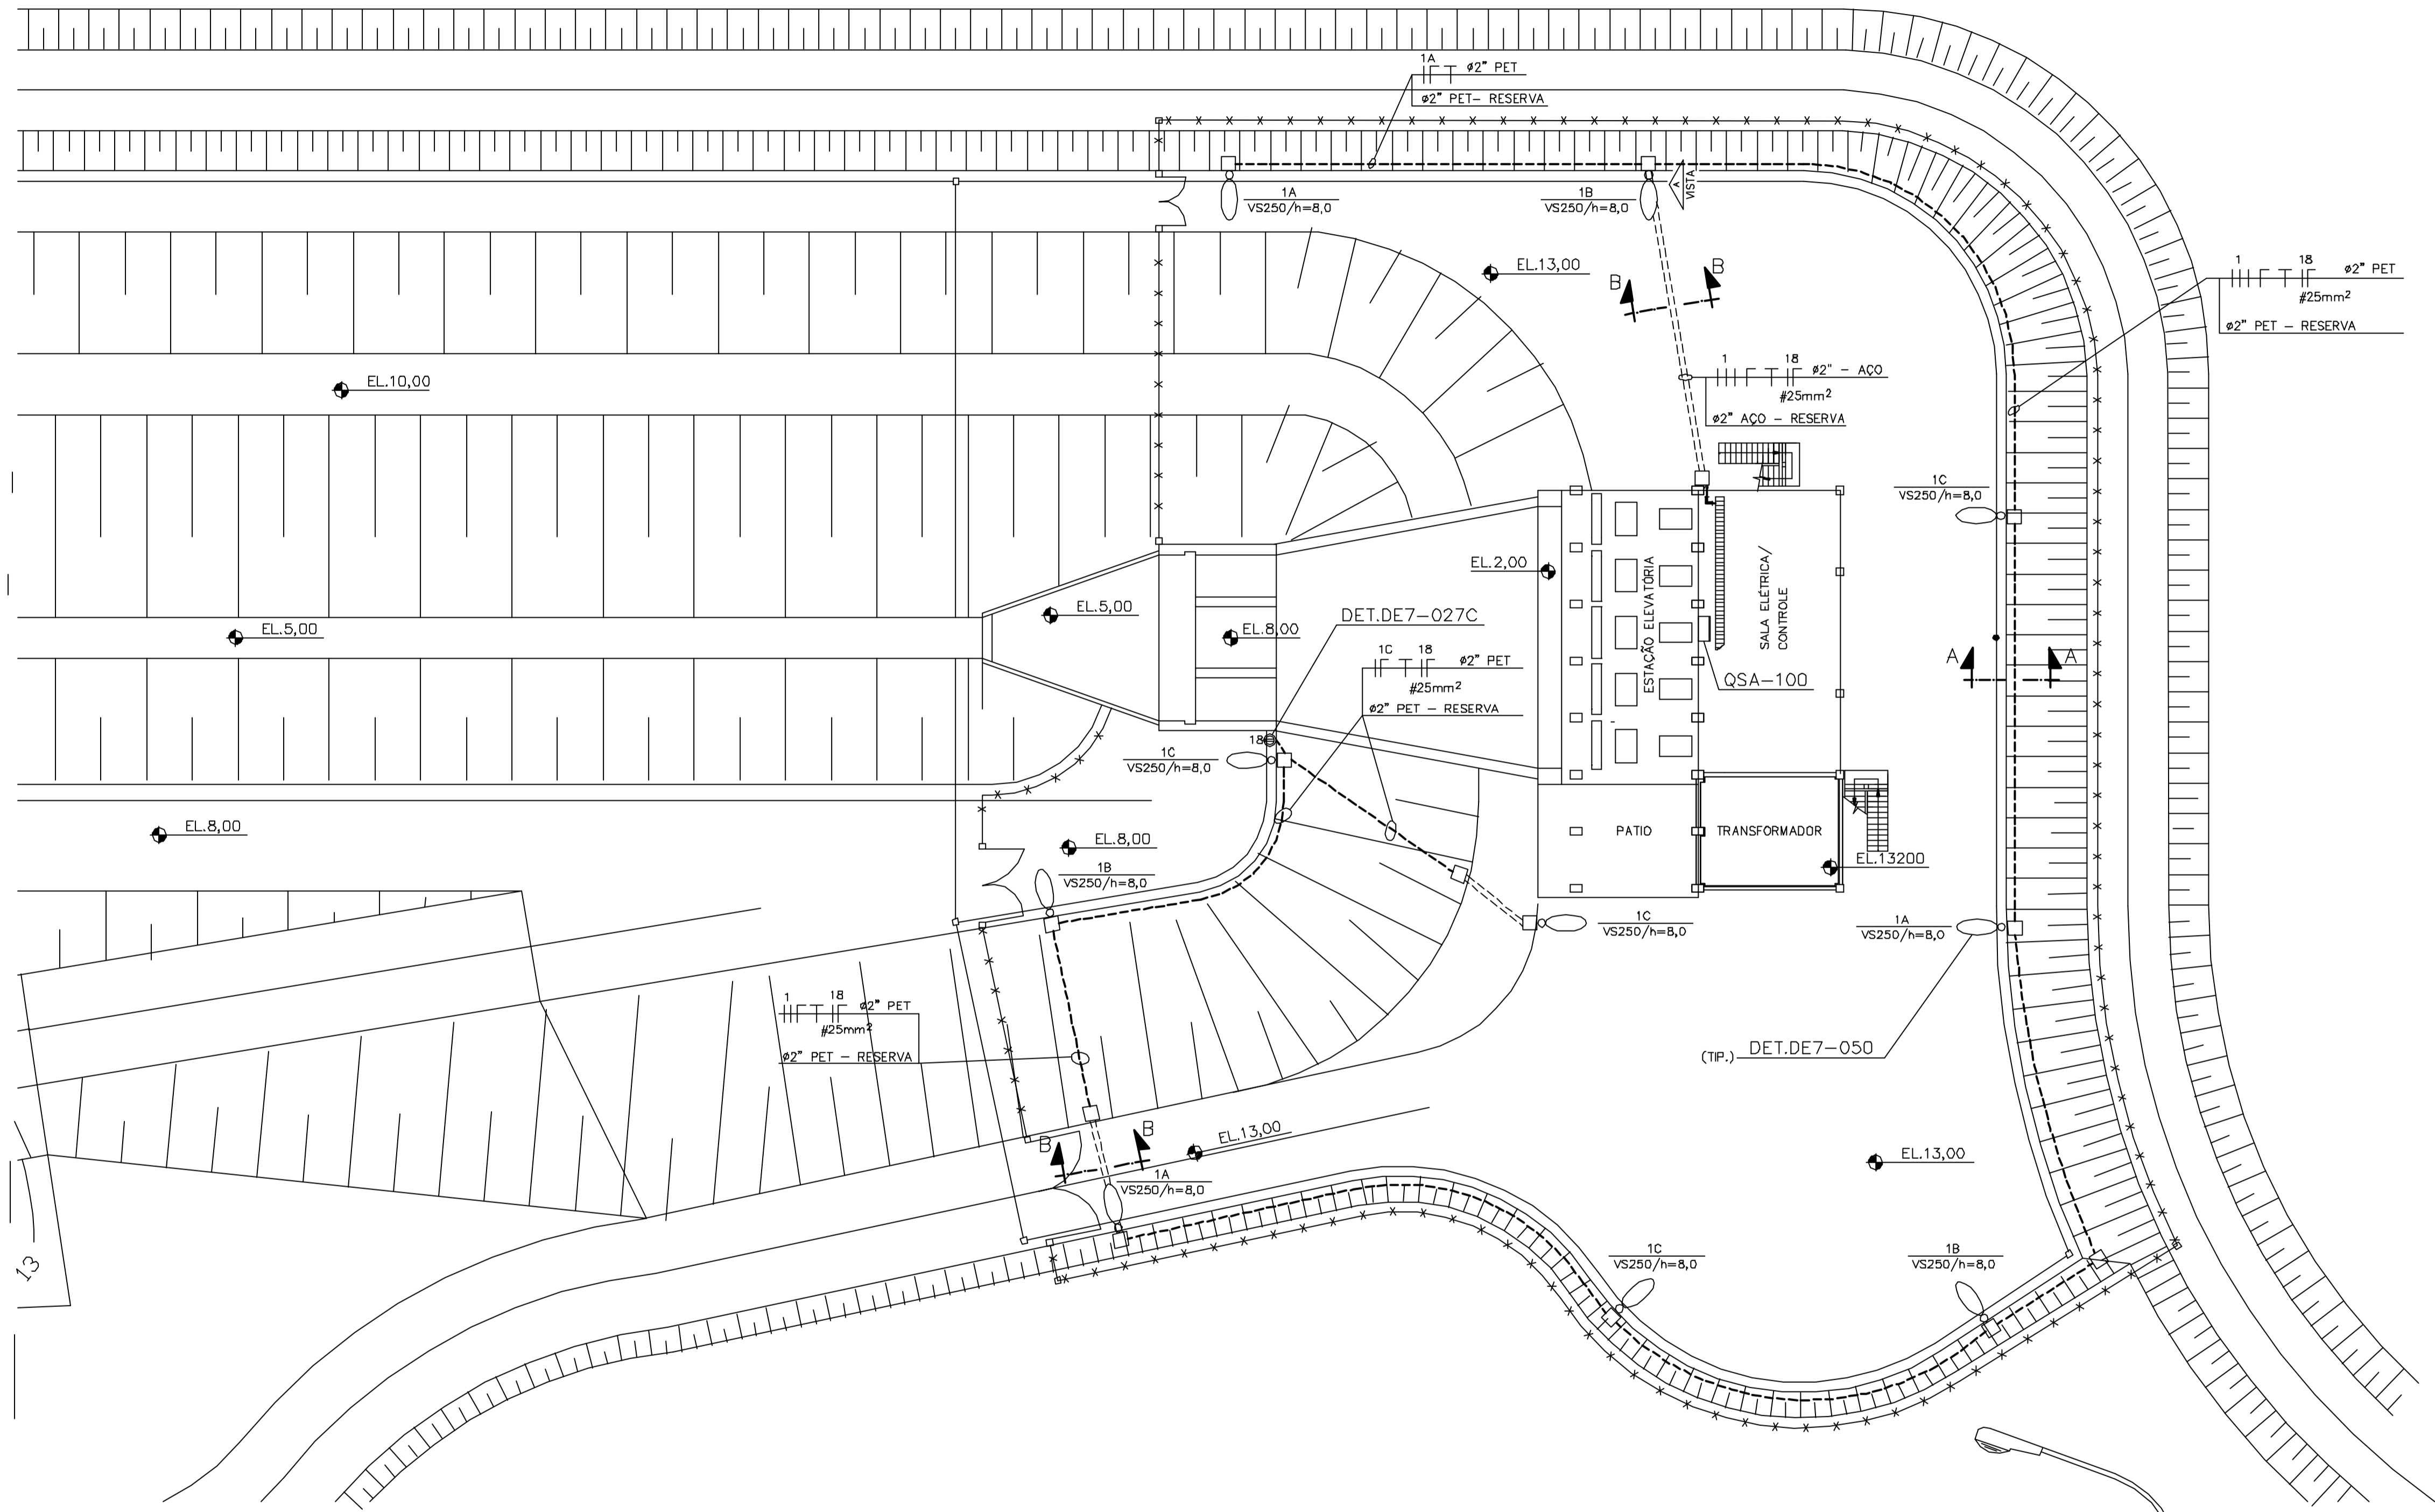 1A
ø2" PET
ø2" PET- RESERVA
1A
VS250/h=8,0
1B
VS250/h=8,0
A
VISTA
EL.13,00
B
B
1
18
ø2" PET
#25mm²
ø2" PET - RESERVA
EL.10,00
1
18
ø2" - AÇO
#25mm²
ø2" AÇO - RESERVA
1C
VS250/h=8,0
EL.2,00
ESTAÇÃO ELEVATÓRIA
SALA ELÉTRICA/
CONTROLE
EL.5,00
EL.5,00
EL.8,00
DET.DE7-027C
1C
18
ø2" PET
#25mm²
ø2" PET - RESERVA
QSA-100
A
A
18
1C
VS250/h=8,0
EL.8,00
EL.8,00
PATIO
TRANSFORMADOR
EL.13200
1B
VS250/h=8,0
1C
VS250/h=8,0
1A
VS250/h=8,0
1
18
ø2" PET
#25mm²
ø2" PET - RESERVA
(TIP.)
DET.DE7-050
B
B
EL.13,00
EL.13,00
1A
VS250/h=8,0
13
1C
VS250/h=8,0
1B
VS250/h=8,0